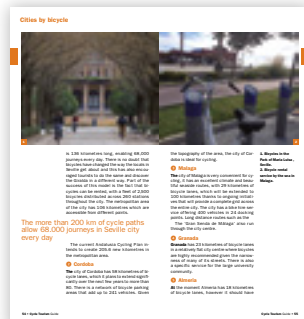 Cities by bicycle
is 136 kilometres long, enabling 68,000
journeys every day. There is no doubt that
bicycles have changed the way the locals in
Seville get about and this has also encou-
raged tourists to do the same and discover
the Giralda in a different way. Part of the
success of this model is the fact that bi-
cycles can be rented, with a fleet of 2,600
bicycles distributed across 260 stations
throughout the city. The metropolitan area
of the city has 106 kilometres which are
accessible from different points.
The more than 200 km of cycle paths
allow 68.000 journeys in Seville city
every day
The current Andalusia Cycling Plan in-
tends to create 205.6 new kilometres in
the metropolitan area.
Cordoba
The city of Cordoba has 98 kilometres of bi-
cycle lanes, which it plans to extend signifi-
cantly over the next few years to more than
90. There is a network of bicycle parking
areas that add up to 241 vehicles. Given
the topography of the area, the city of Cor-
doba is ideal for cycling.
Malaga
The city of Malaga is very convenient for cy-
cling. It has an excellent climate and beau-
tiful seaside routes, with 29 kilometres of
bicycle lanes, which will be extended to
100 kilometres thanks to ongoing initiati-
ves that will provide a complete grid across
the entire city. The city has a bike hire ser-
vice offering 400 vehicles at 24 docking
points. Long distance routes such as the
'Gran Senda de Málaga' also run
through the city centre.
Granada
Granada has 23 kilometres of bicycle lanes
in a relatively flat city centre where bicycles
are highly recommended given the narrow-
ness of many of its streets. There is also
a specific service for the large university
community.
Almeria
At the moment Almeria has 18 kilometres
of bicycle lanes, however it should have
1. Bicycles in the
Park of Maria Luisa,
Seville.
2. Bicycle rental
service by the sea in
Malaga.